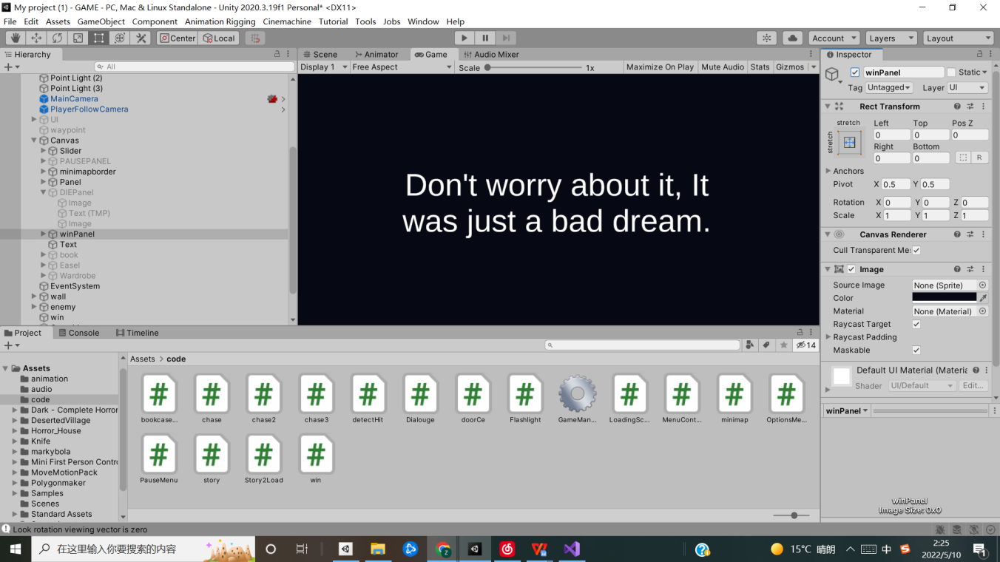 My project (1) - GAME - PC, Mac & Linux Standalone - Unity 2020.3.19f1 Personal* <DX11>
File Edit Assets GameObject Component Animation Rigging Cinemachine Tutorial Tools Jobs Window Help
Center Local Account Layers Layout
Hierarchy
All
Point Light (2)
Point Light (3)
MainCamera
PlayerFollowCamera
UI
waypoint
Canvas
Slider
PAUSEPANEL
minimapborder
Panel
DIEPanel
Image
Text (TMP)
Image
winPanel
Text
book
Easel
Wardrobe
EventSystem
wall
enemy
win
Scene Animator Game Audio Mixer
Display 1 Free Aspect Scale 1x Maximize On Play Mute Audio Stats Gizmos
Don't worry about it, It
was just a bad dream.
Inspector
winPanel Static
Tag Untagged Layer UI
Rect Transform
stretch Left Top Pos Z
stretch 0 0 0
Right Bottom
0 0 R
Anchors
Pivot X 0.5 Y 0.5
Rotation X 0 Y 0 Z 0
Scale X 1 Y 1 Z 1
Canvas Renderer
Cull Transparent Me:
Image
Source Image None (Sprite)
Color
Material None (Material)
Raycast Target
Raycast Padding
Maskable
Default UI Material (Materia
Shader UI/Default Edit...
winPanel
winPanel
Image Size: 0x0
Project Console Timeline
14
Assets
animation
audio
code
Dark - Complete Horror
DesertedVillage
Horror_House
Knife
markybola
Mini First Person Contro
MoveMotionPack
Polygonmaker
Samples
Scenes
Standard Assets
Assets > code
bookcase... chase chase2 chase3 detectHit Dialouge doorCe Flashlight GameMan... LoadingSc... MenuCont... minimap OptionsMe...
PauseMenu story Story2Load win
Look rotation viewing vector is zero
在这里输入你要搜索的内容
15°C 晴朗 中
2:25
2022/5/10
1